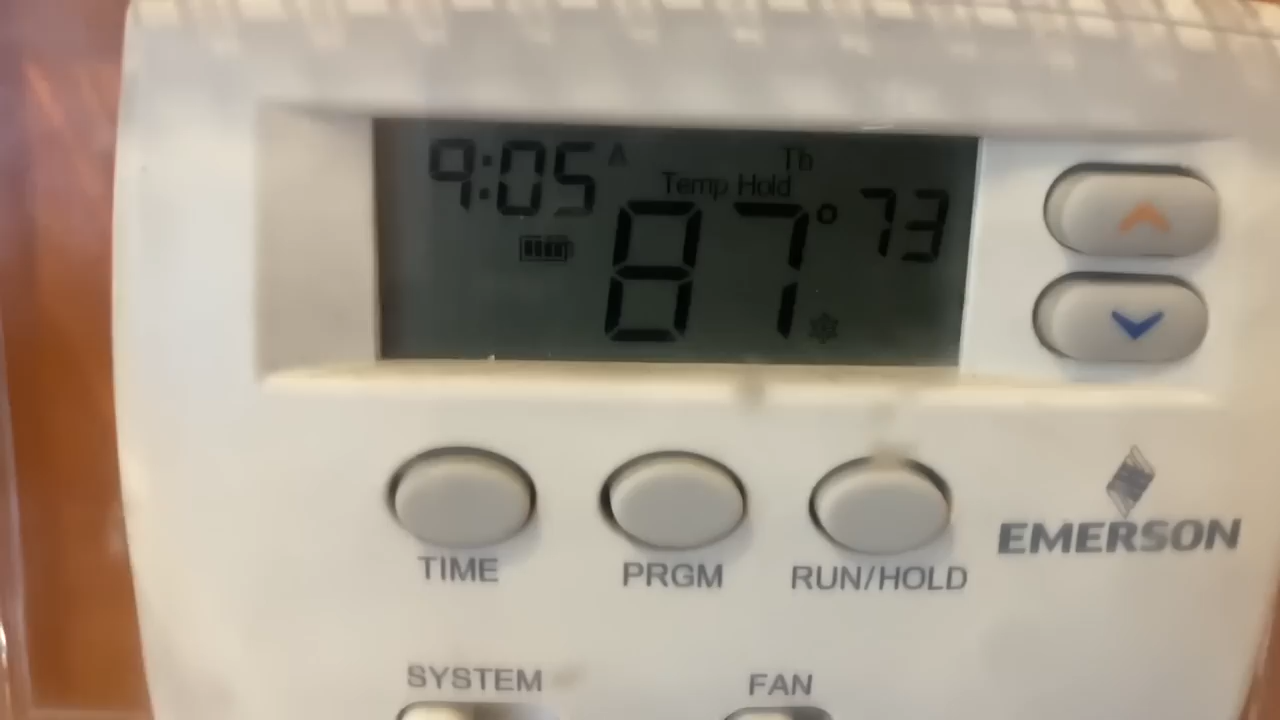 9:05 A Th
Temp Hold
87° 73
TIME PRGM RUN/HOLD
EMERSON
SYSTEM FAN